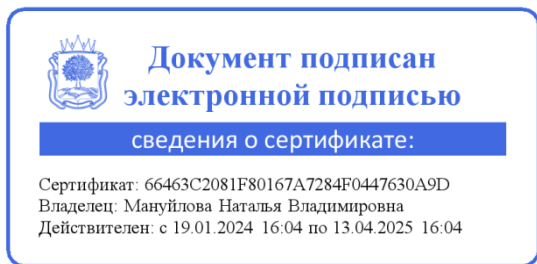 Документ подписан
электронной подписью
сведения о сертификате:
Сертификат: 66463C2081F80167A7284F0447630A9D
Владелец: Мануйлова Наталья Владимировна
Действителен: с 19.01.2024 16:04 по 13.04.2025 16:04